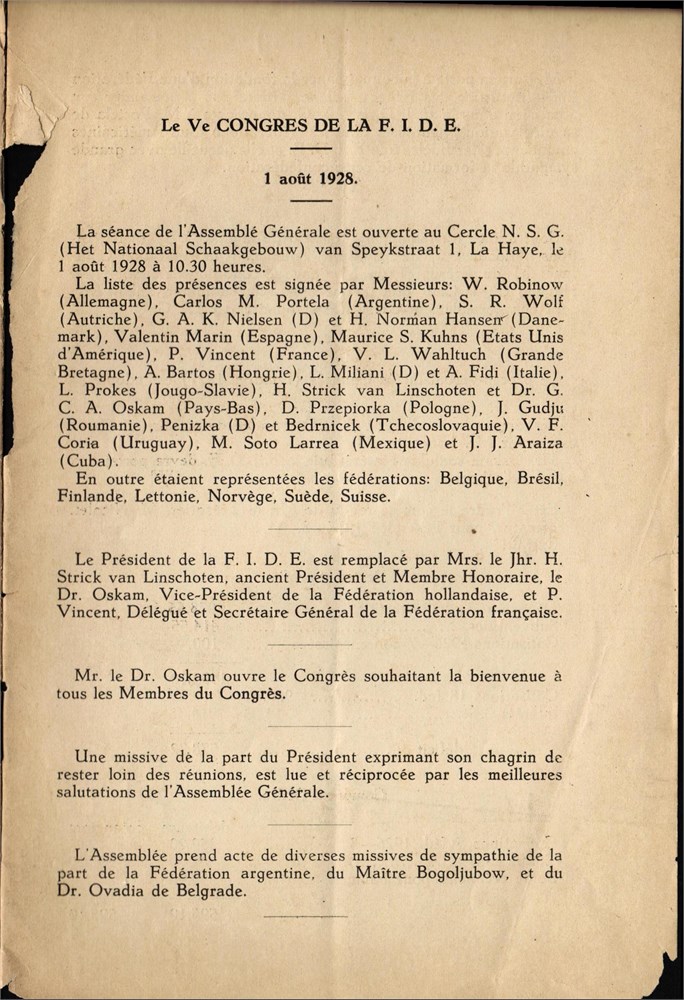 Le Ve CONGRES DE LA F. I. D. E.
1 août 1928.
La séance de l'Assemblé Générale est ouverte au Cercle N. S. G.
(Het Nationaal Schaakgebouw) van Speykstraat 1, La Haye, le
1 août 1928 à 10.30 heures.
La liste des présences est signée par Messieurs: W. Robinow
(Allemagne), Carlos M. Portela (Argentine), S. R. Wolf
(Autriche), G. A. K. Nielsen (D) et H. Norman Hansen (Dane-
mark), Valentin Marin (Espagne), Maurice S. Kuhns (Etats Unis
d'Amérique), P. Vincent (France), V. L. Wahltuch (Grande
Bretagne), A. Bartos (Hongrie), L. Miliani (D) et A. Fidi (Italie),
L. Prokes (Jougo-Slavie), H. Strick van Linschoten et Dr. G.
C. A. Oskam (Pays-Bas), D. Przepiorka (Pologne), J. Gudju
(Roumanie), Penizka (D) et Bedrnicek (Tchecoslovaquie), V. F.
Coria (Uruguay), M. Soto Larrea (Mexique) et J. J. Araiza
(Cuba).
En outre étaient représentées les fédérations: Belgique, Brésil,
Finlande, Lettonie, Norvège, Suède, Suisse.
Le Président de la F. I. D. E. est remplacé par Mrs. le Jhr. H.
Strick van Linschoten, ancient Président et Membre Honoraire, le
Dr. Oskam, Vice-Président de la Fédération hollandaise, et P.
Vincent, Délégué et Secrétaire Général de la Fédération française.
Mr. le Dr. Oskam ouvre le Congrès souhaitant la bienvenue à
tous les Membres du Congrès.
Une missive de la part du Président exprimant son chagrin de
rester loin des réunions, est lue et réciprocée par les meilleures
salutations de l'Assemblée Générale.
L'Assemblée prend acte de diverses missives de sympathie de la
part de la Fédération argentine, du Maître Bogoljubow, et du
Dr. Ovadia de Belgrade.